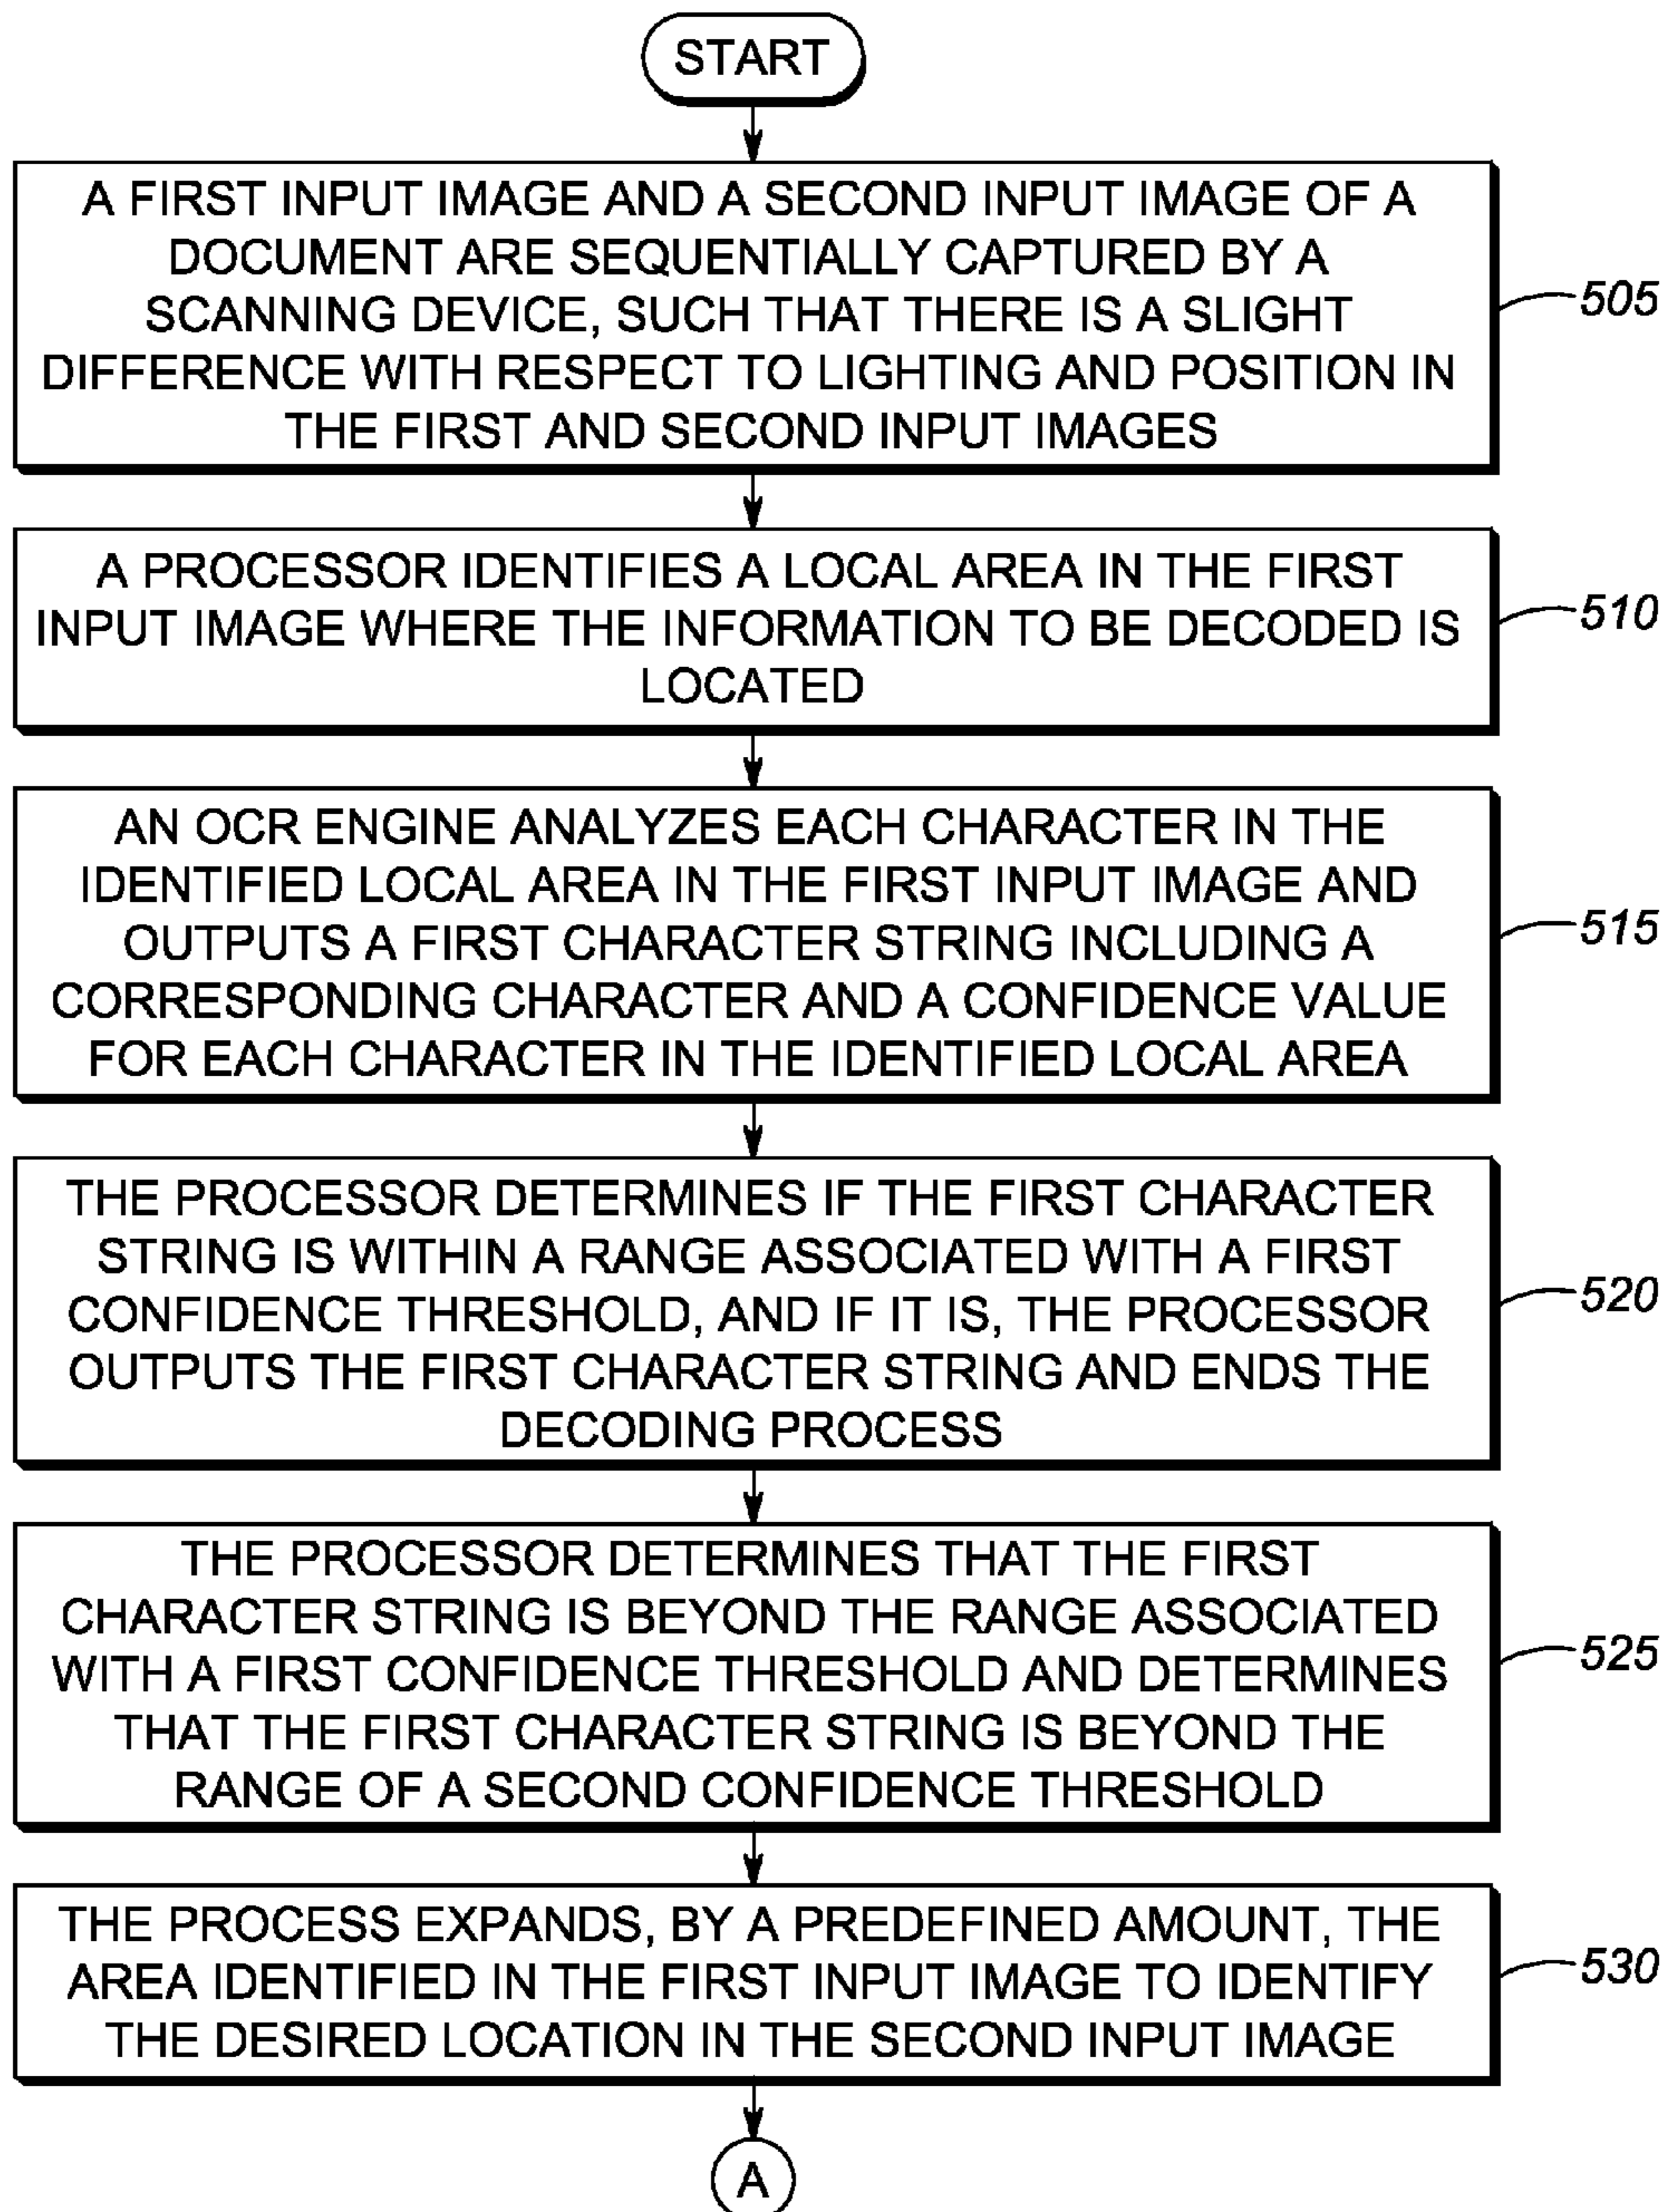 START
A FIRST INPUT IMAGE AND A SECOND INPUT IMAGE OF A
DOCUMENT ARE SEQUENTIALLY CAPTURED BY A
SCANNING DEVICE, SUCH THAT THERE IS A SLIGHT
DIFFERENCE WITH RESPECT TO LIGHTING AND POSITION IN
THE FIRST AND SECOND INPUT IMAGES
505
A PROCESSOR IDENTIFIES A LOCAL AREA IN THE FIRST
INPUT IMAGE WHERE THE INFORMATION TO BE DECODED IS
LOCATED
510
AN OCR ENGINE ANALYZES EACH CHARACTER IN THE
IDENTIFIED LOCAL AREA IN THE FIRST INPUT IMAGE AND
OUTPUTS A FIRST CHARACTER STRING INCLUDING A
CORRESPONDING CHARACTER AND A CONFIDENCE VALUE
FOR EACH CHARACTER IN THE IDENTIFIED LOCAL AREA
515
THE PROCESSOR DETERMINES IF THE FIRST CHARACTER
STRING IS WITHIN A RANGE ASSOCIATED WITH A FIRST
CONFIDENCE THRESHOLD, AND IF IT IS, THE PROCESSOR
OUTPUTS THE FIRST CHARACTER STRING AND ENDS THE
DECODING PROCESS
520
THE PROCESSOR DETERMINES THAT THE FIRST
CHARACTER STRING IS BEYOND THE RANGE ASSOCIATED
WITH A FIRST CONFIDENCE THRESHOLD AND DETERMINES
THAT THE FIRST CHARACTER STRING IS BEYOND THE
RANGE OF A SECOND CONFIDENCE THRESHOLD
525
THE PROCESS EXPANDS, BY A PREDEFINED AMOUNT, THE
AREA IDENTIFIED IN THE FIRST INPUT IMAGE TO IDENTIFY
THE DESIRED LOCATION IN THE SECOND INPUT IMAGE
530
A